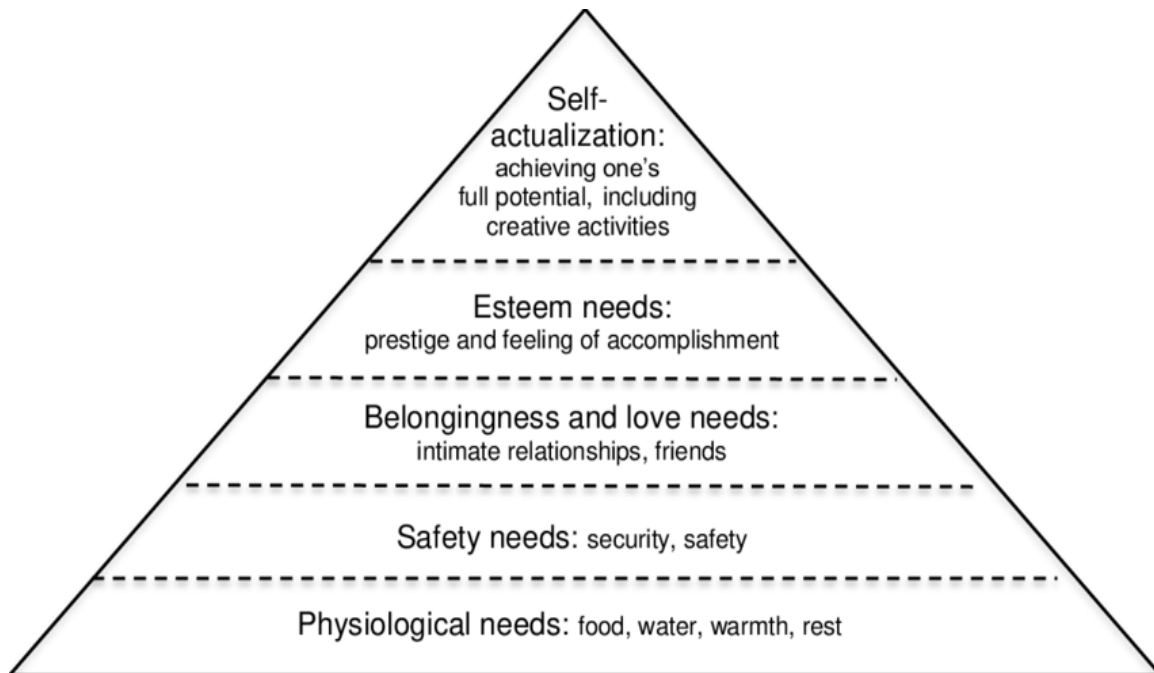 Self-
actualization:
achieving one's
full potential, including
creative activities
Esteem needs:
prestige and feeling of accomplishment
Belongingness and love needs:
intimate relationships, friends
Safety needs: security, safety
Physiological needs: food, water, warmth, rest